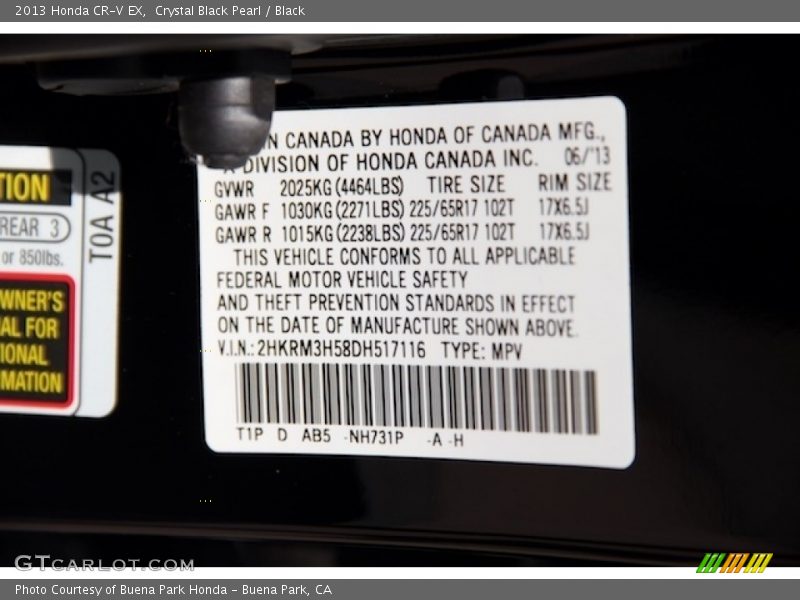 2013 Honda CR-V EX, Crystal Black Pearl / Black
IN CANADA BY HONDA OF CANADA MFG.,
A DIVISION OF HONDA CANADA INC. 06/'13
GVWR 2025KG (4464LBS) TIRE SIZE RIM SIZE
GAWR F 1030KG (2271LBS) 225/65R17 102T 17X6.5J
GAWR R 1015KG (2238LBS) 225/65R17 102T 17X6.5J
THIS VEHICLE CONFORMS TO ALL APPLICABLE
FEDERAL MOTOR VEHICLE SAFETY
AND THEFT PREVENTION STANDARDS IN EFFECT
ON THE DATE OF MANUFACTURE SHOWN ABOVE.
V.I.N.: 2HKRM3H58DH517116 TYPE: MPV
T1P D AB5 -NH731P -A -H
TION
REAR 3
or 850lbs.
WNER'S
AL FOR
IONAL
MATION
T0A A2
GTCARLOT.COM
Photo Courtesy of Buena Park Honda - Buena Park, CA